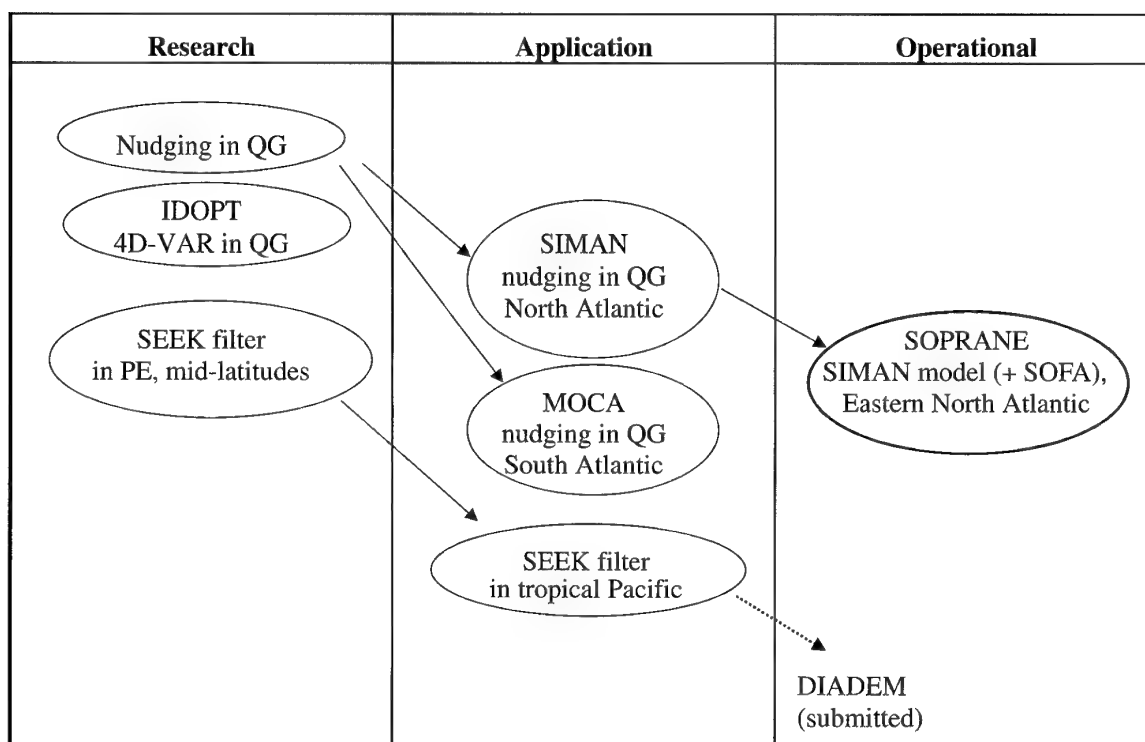 Research
Application
Operational
Nudging in QG
IDOPT
4D-VAR in QG
SEEK filter
in PE, mid-latitudes
SIMAN
nudging in QG
North Atlantic
MOCA
nudging in QG
South Atlantic
SEEK filter
in tropical Pacific
SOPRANE
SIMAN model (+ SOFA),
Eastern North Atlantic
DIADEM
(submitted)